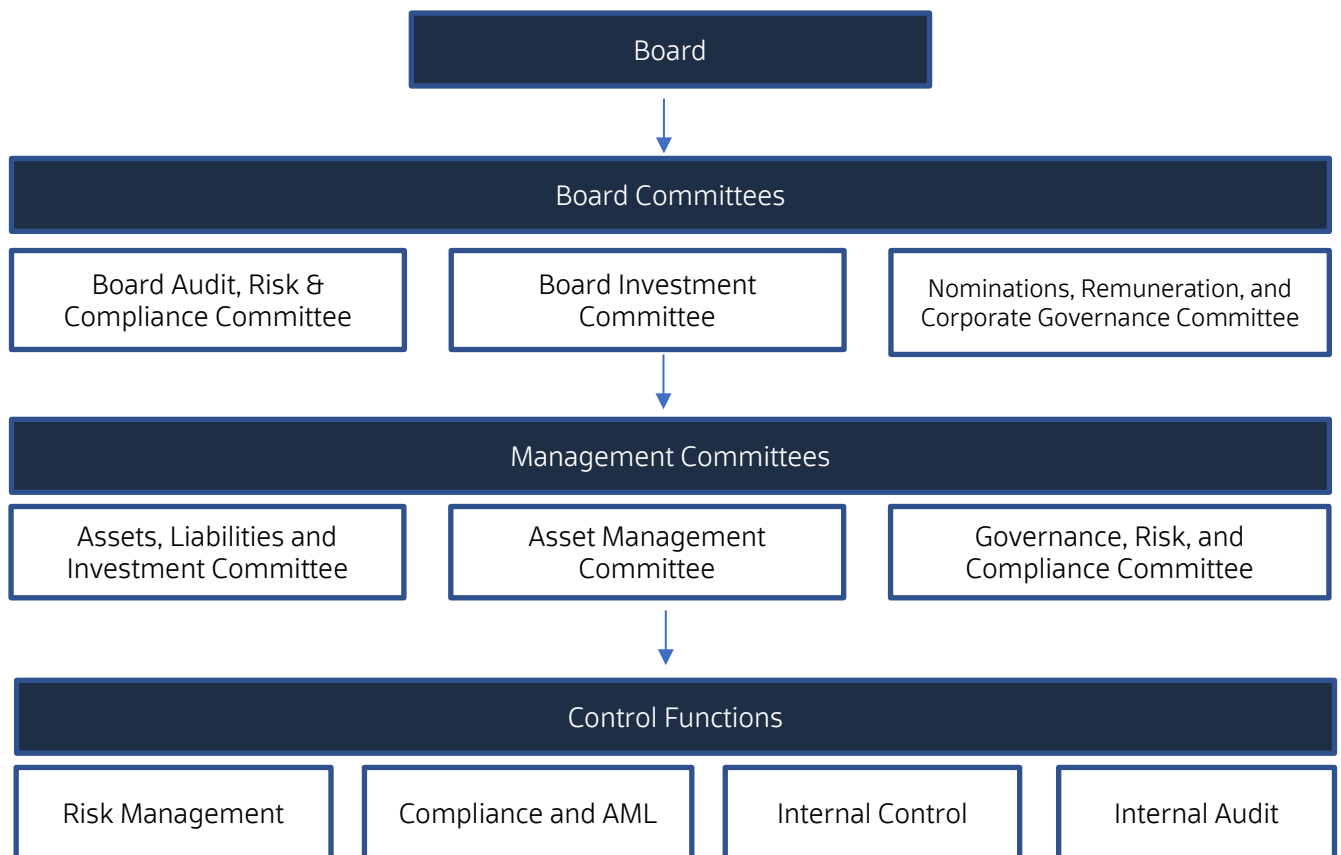 Board
Board Committees
Board Audit, Risk &
Compliance Committee
Board Investment
Committee
Nominations, Remuneration, and
Corporate Governance Committee
Management Committees
Assets, Liabilities and
Investment Committee
Asset Management
Committee
Governance, Risk, and
Compliance Committee
Control Functions
Risk Management
Compliance and AML
Internal Control
Internal Audit